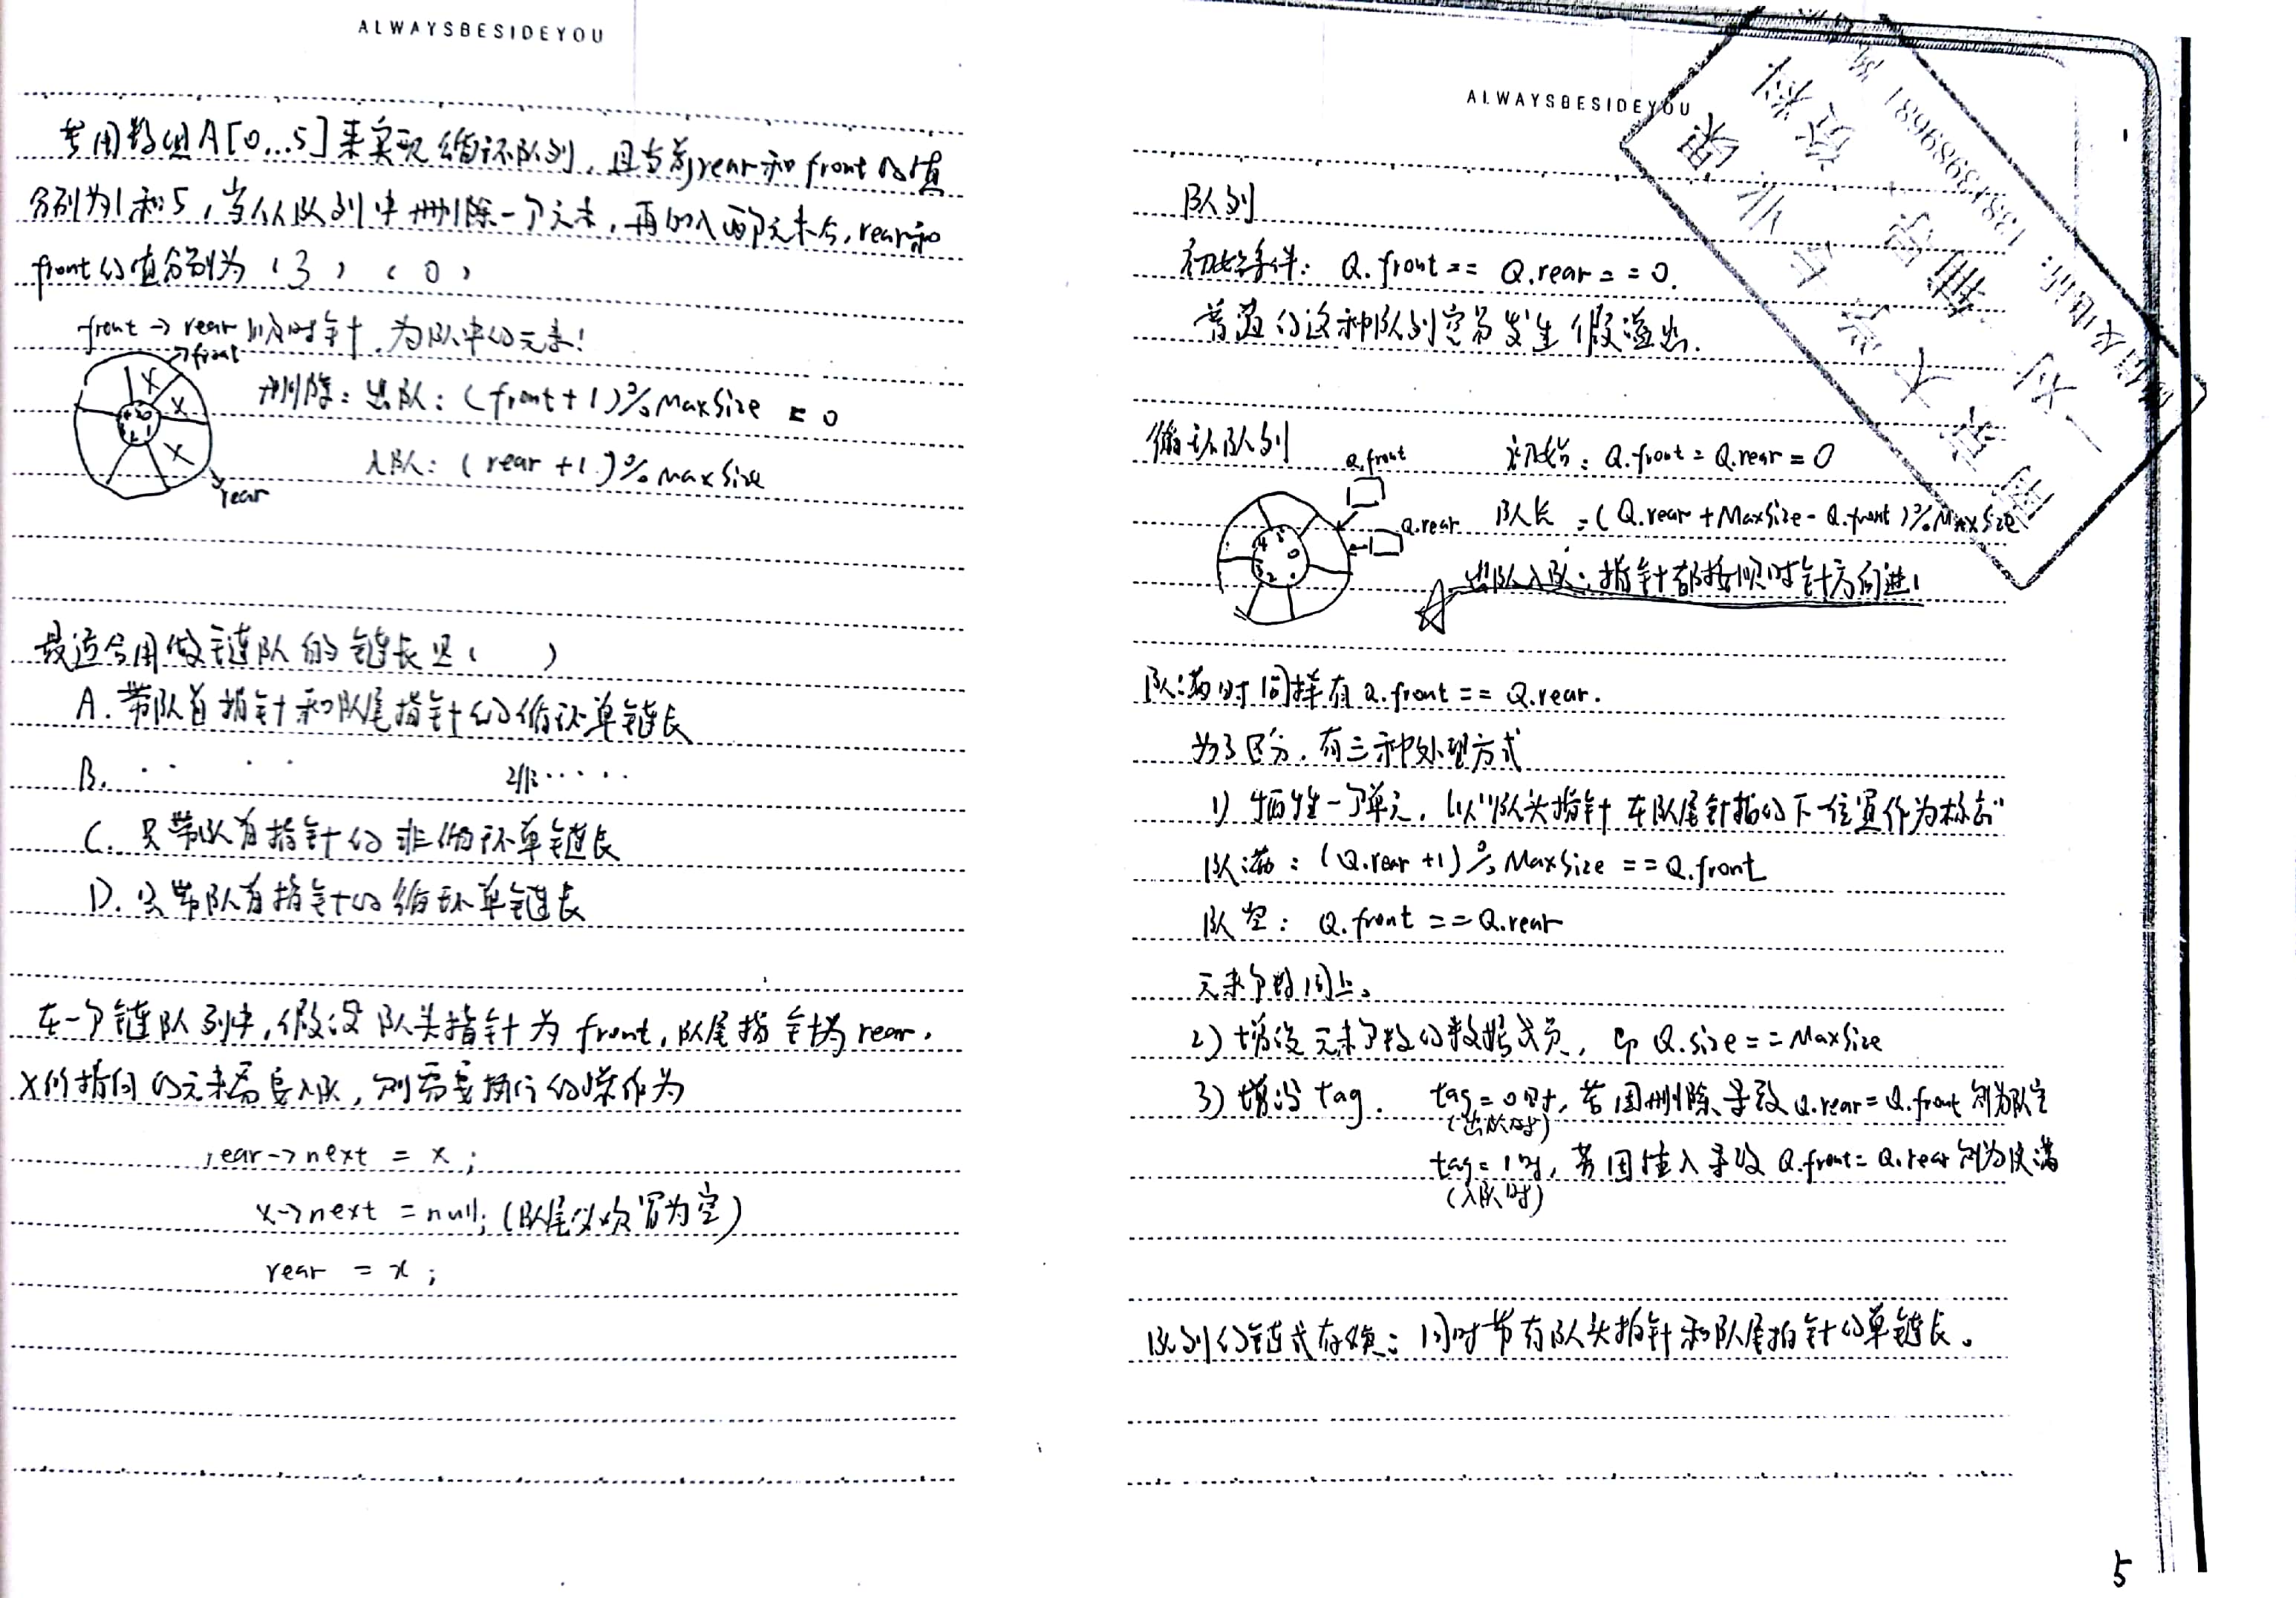 ALWAYSBESIDEYOU
若用数组A[0...5]来实现循环队列,且当前rear和front的值
分别为1和5,当从队列中删除一个元素,再加入两个元素后,rear和
front的值分别为(3)(0)
front → rear 顺时针.为队中的元素!
front
删除:出队:(front+1)%MaxSize = 0
入队:(rear+1)%MaxSize
rear
最适合用做链队的链表是( )
A.带队首指针和队尾指针的循环单链表
B. · · · · 非·····
C.只带队首指针的非循环单链表
D.只带队首指针的循环单链表
在一个链队列中,假设队头指针为front,队尾指针为rear.
X所指向的元素需要入队,则需要执行的操作为
rear->next = x;
x->next = null;(队尾必须置为空)
rear = x;
ALWAYSBESIDEYOU
队列
初始条件: Q.front == Q.rear == 0.
普通的这种队列容易发生假溢出.
循环队列
Q.front
初始:Q.front = Q.rear = 0
Q.rear
队长 =(Q.rear+MaxSize-Q.front)%MaxSize
出队入队:指针都按顺时针方向进1
队满时同样有Q.front == Q.rear.
为了区分.有三种处理方式
1) 牺牲一个单元,以"队头指针在队尾指针的下一位置作为标志"
队满:(Q.rear+1)%MaxSize==Q.front
队空: Q.front==Q.rear
元素个数同上。
2)增设元素个数的数据成员, 即 Q.size==MaxSize
3)增设tag. tag=0时,若因删除导致Q.rear=Q.front则为队空
(出队时)
tag=1时,若因插入导致Q.front=Q.rear则为队满
(入队时)
队列的链式存储:同时带有队头指针和队尾指针的单链表。
5